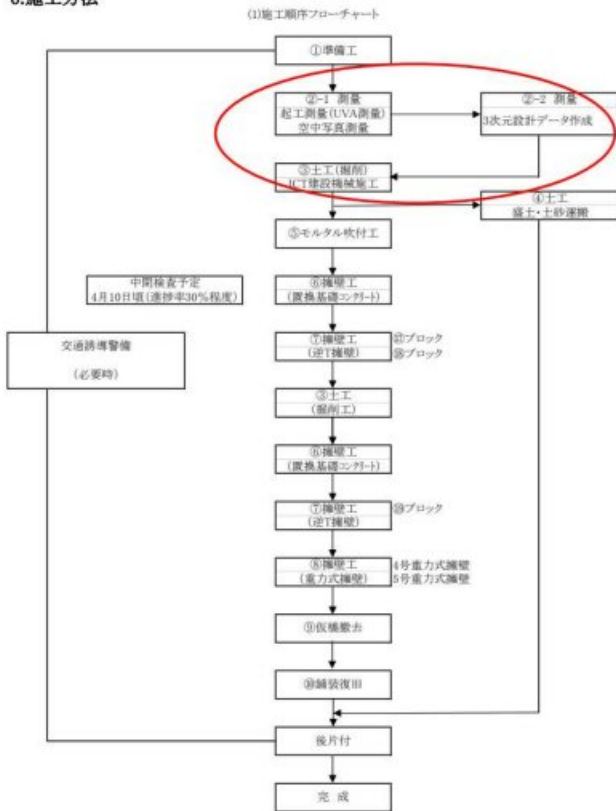 6.施工方法
(1)施工順序フローチャート
①準備工
②-1 測量
起工測量(UVA測量)
空中写真測量
②-2 測量
3次元設計データ作成
③土工(掘削)
ICT建設機械施工
④土工
盛土・土砂運搬
⑤モルタル吹付工
中間検査予定
4月10日頃(進捗率30%程度)
⑥擁壁工
(置換基礎コンクリート)
交通誘導警備
(必要時)
⑦擁壁工
(逆T擁壁)
⑰ブロック
⑱ブロック
③土工
(掘削工)
⑥擁壁工
(置換基礎コンクリート)
⑦擁壁工
(逆T擁壁)
⑲ブロック
⑧擁壁工
(重力式擁壁)
4号重力式擁壁
5号重力式擁壁
⑨仮橋撤去
⑩舗装復旧
後片付
完 成